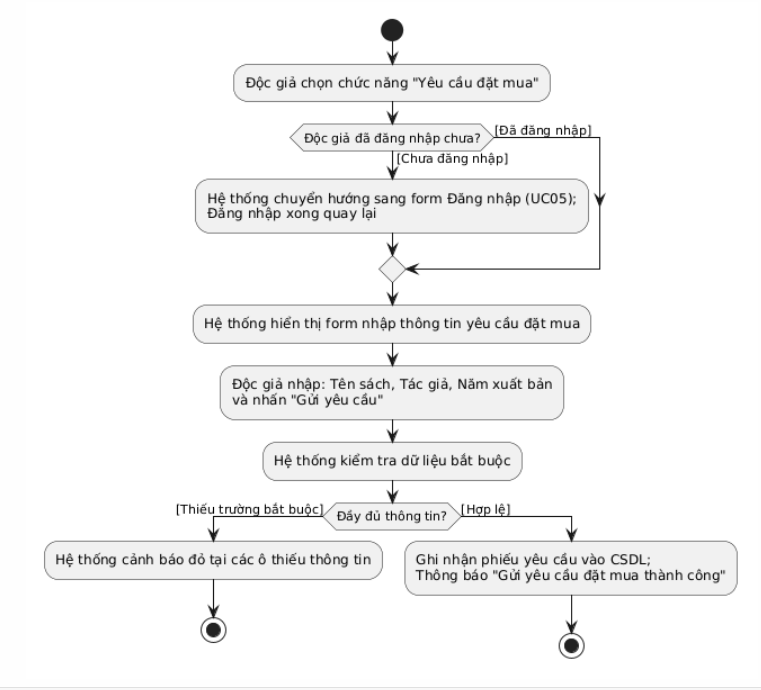 Độc giả chọn chức năng "Yêu cầu đặt mua"
Độc giả đã đăng nhập chưa?
[Đã đăng nhập]
[Chưa đăng nhập]
Hệ thống chuyển hướng sang form Đăng nhập (UC05);
Đăng nhập xong quay lại
Hệ thống hiển thị form nhập thông tin yêu cầu đặt mua
Độc giả nhập: Tên sách, Tác giả, Năm xuất bản
và nhấn "Gửi yêu cầu"
Hệ thống kiểm tra dữ liệu bắt buộc
[Thiếu trường bắt buộc]
Đầy đủ thông tin?
[Hợp lệ]
Hệ thống cảnh báo đỏ tại các ô thiếu thông tin
Ghi nhận phiếu yêu cầu vào CSDL;
Thông báo "Gửi yêu cầu đặt mua thành công"